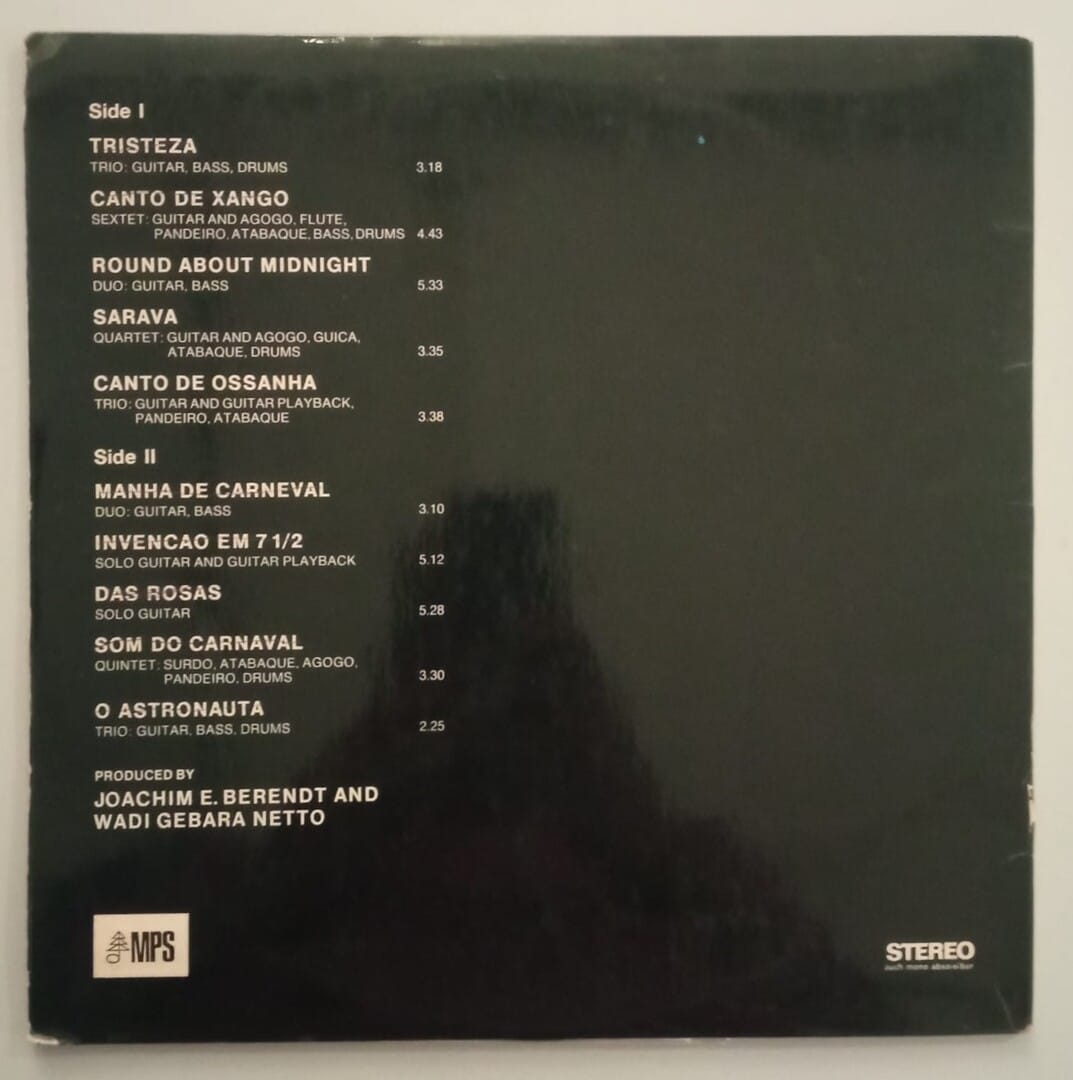 Side I
TRISTEZA
TRIO: GUITAR, BASS, DRUMS 3.18
CANTO DE XANGO
SEXTET: GUITAR AND AGOGO, FLUTE,
PANDEIRO, ATABAQUE, BASS, DRUMS 4.43
ROUND ABOUT MIDNIGHT
DUO: GUITAR, BASS 5.33
SARAVA
QUARTET: GUITAR AND AGOGO, GUICA,
ATABAQUE, DRUMS 3.35
CANTO DE OSSANHA
TRIO: GUITAR AND GUITAR PLAYBACK,
PANDEIRO, ATABAQUE 3.38
Side II
MANHA DE CARNEVAL
DUO: GUITAR, BASS 3.10
INVENCAO EM 7 1/2
SOLO GUITAR AND GUITAR PLAYBACK 5.12
DAS ROSAS
SOLO GUITAR 5.28
SOM DO CARNAVAL
QUINTET: SURDO, ATABAQUE, AGOGO,
PANDEIRO, DRUMS 3.30
O ASTRONAUTA
TRIO: GUITAR, BASS, DRUMS 2.25
PRODUCED BY
JOACHIM E. BERENDT AND
WADI GEBARA NETTO
MPS
STEREO
auch mono abspielbar